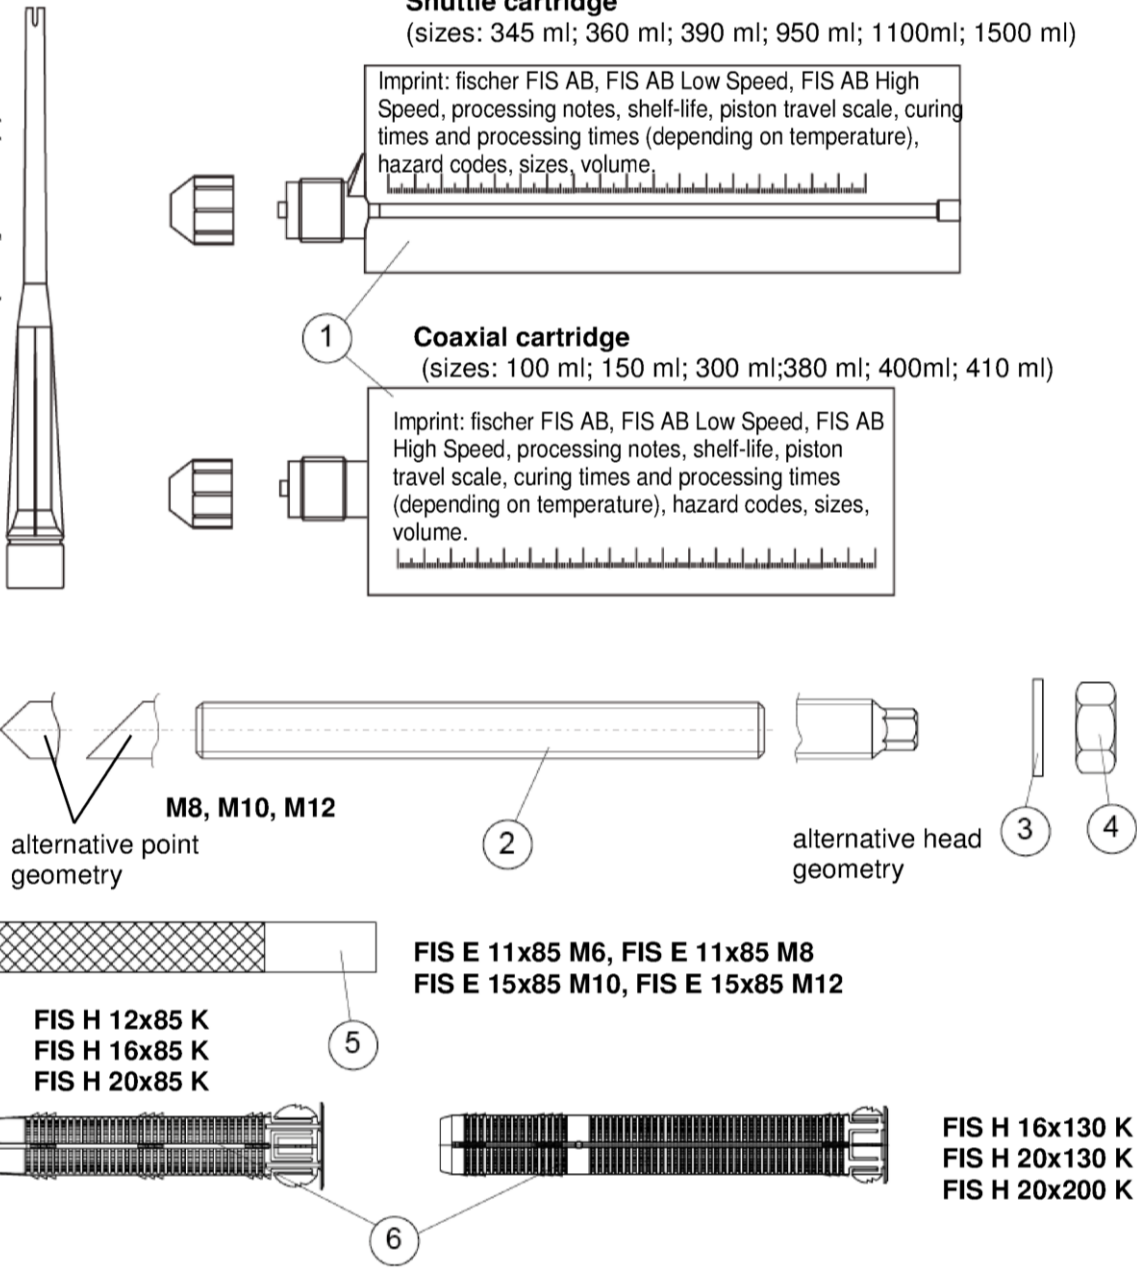 Shuttle cartridge
(sizes: 345 ml; 360 ml; 390 ml; 950 ml; 1100ml; 1500 ml)
Imprint: fischer FIS AB, FIS AB Low Speed, FIS AB High
Speed, processing notes, shelf-life, piston travel scale, curing
times and processing times (depending on temperature),
hazard codes, sizes, volume.
1
Coaxial cartridge
(sizes: 100 ml; 150 ml; 300 ml;380 ml; 400ml; 410 ml)
Imprint: fischer FIS AB, FIS AB Low Speed, FIS AB
High Speed, processing notes, shelf-life, piston
travel scale, curing times and processing times
(depending on temperature), hazard codes, sizes,
volume.
M8, M10, M12
alternative point
geometry
2
alternative head
geometry
3
4
FIS E 11x85 M6, FIS E 11x85 M8
FIS E 15x85 M10, FIS E 15x85 M12
5
FIS H 12x85 K
FIS H 16x85 K
FIS H 20x85 K
FIS H 16x130 K
FIS H 20x130 K
FIS H 20x200 K
6